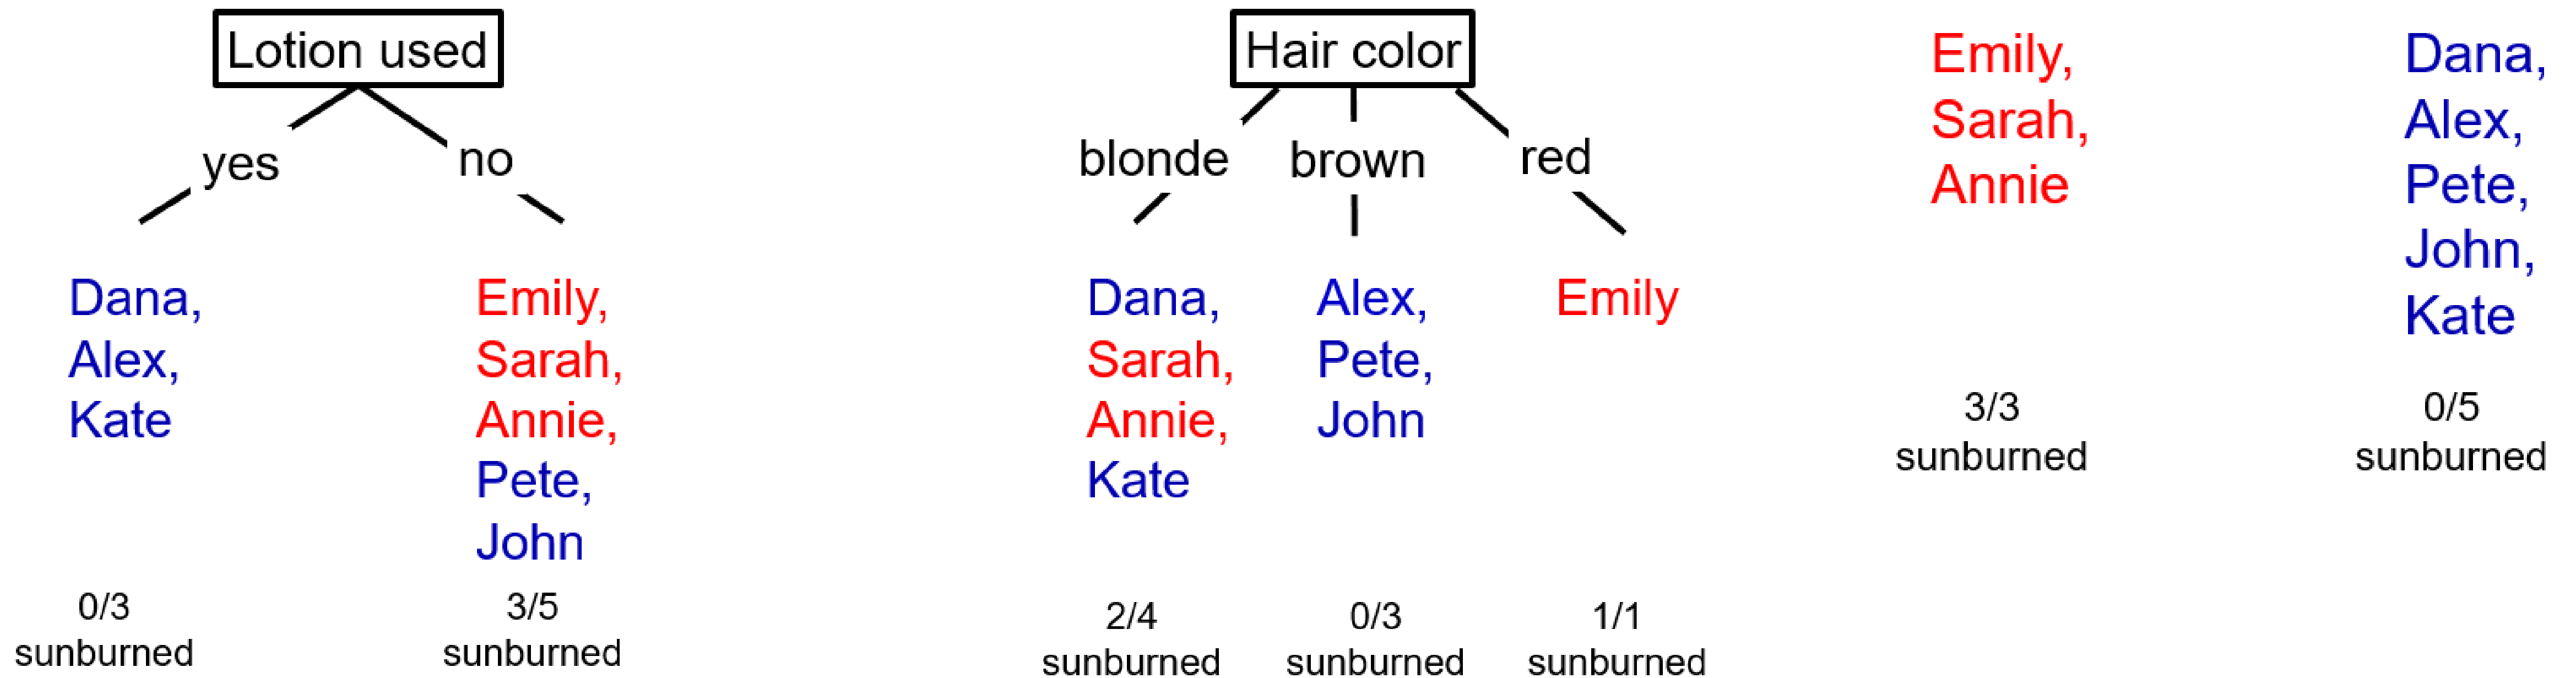 Lotion used
yes
no
Dana,
Alex,
Kate
0/3
sunburned
Emily,
Sarah,
Annie,
Pete,
John
3/5
sunburned
Hair color
blonde
brown
red
Dana,
Sarah,
Annie,
Kate
2/4
sunburned
Alex,
Pete,
John
0/3
sunburned
Emily
1/1
sunburned
Emily,
Sarah,
Annie
3/3
sunburned
Dana,
Alex,
Pete,
John,
Kate
0/5
sunburned